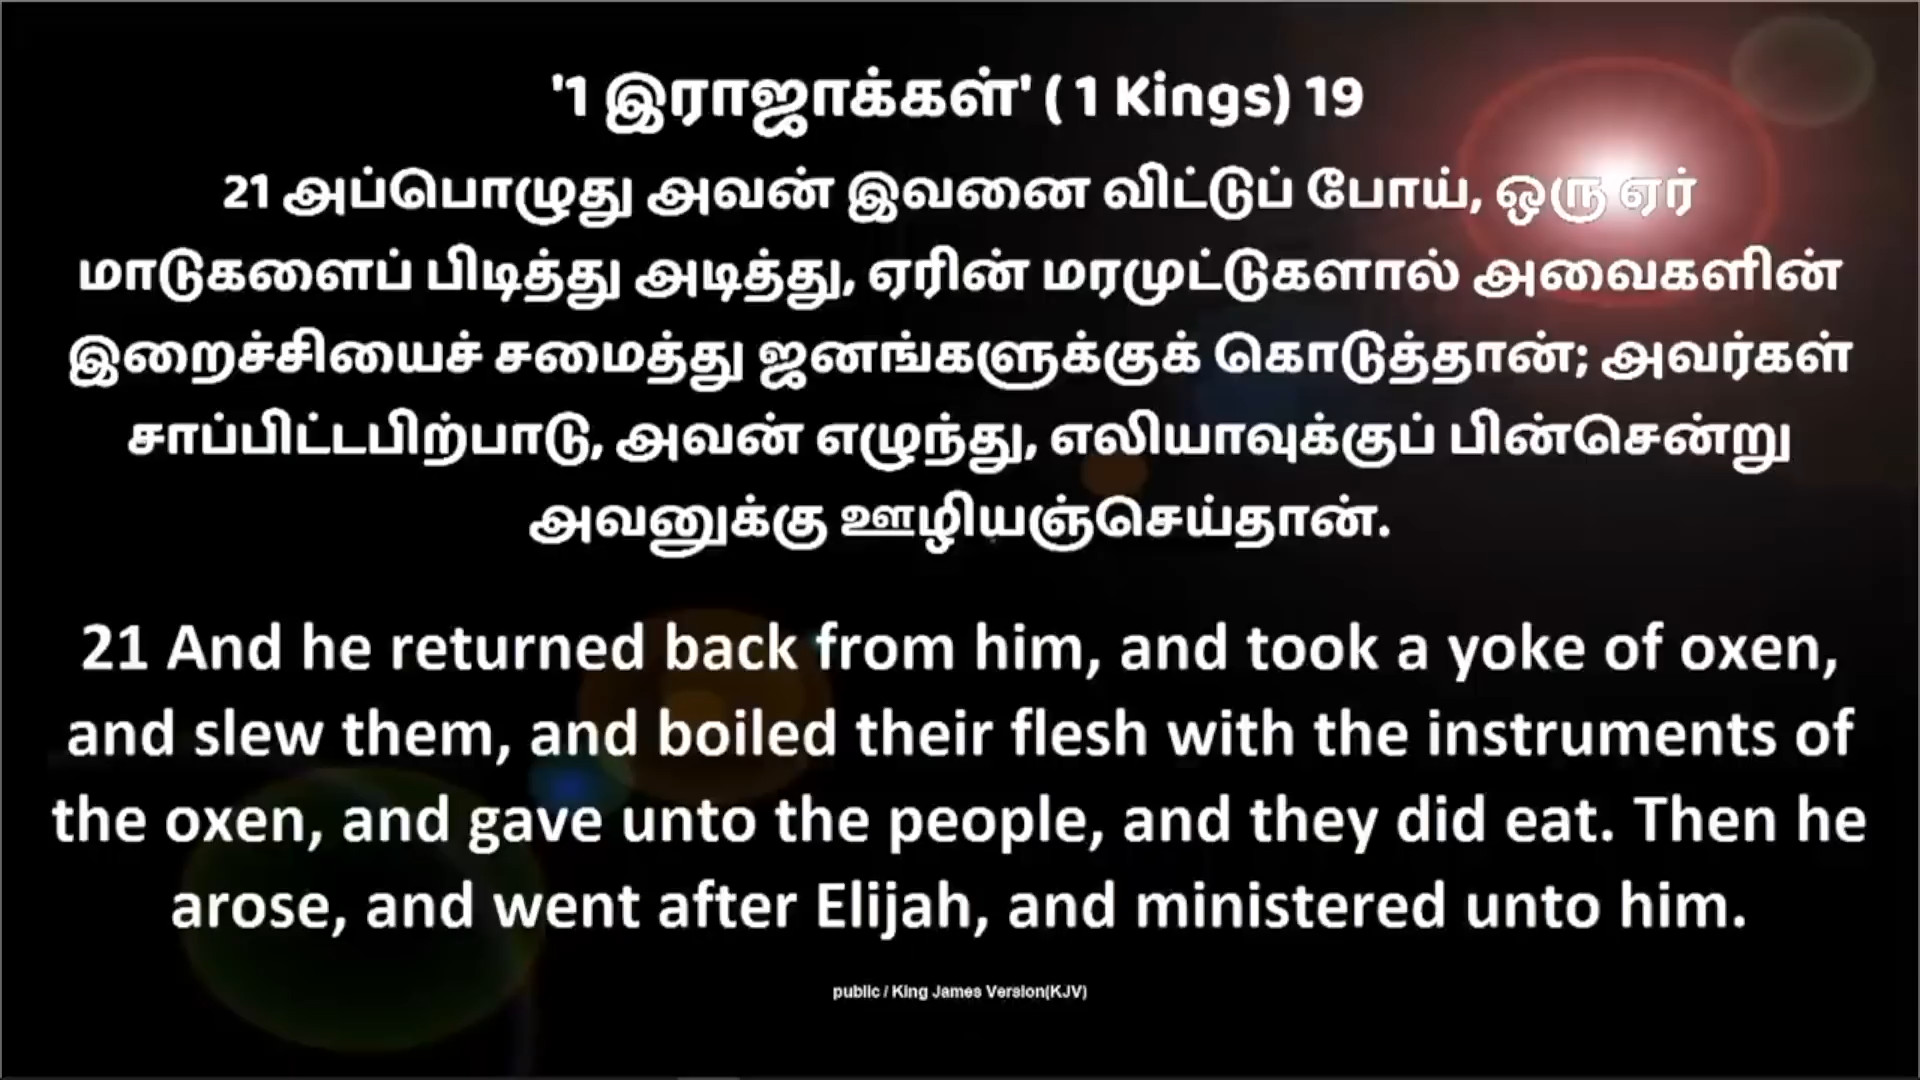 '1 இராஜாக்கள்' ( 1 Kings) 19
21 அப்பொழுது அவன் இவனை விட்டுப் போய், ஒரு ஏர்
மாடுகளைப் பிடித்து அடித்து, ஏரின் மரமுட்டுகளால் அவைகளின்
இறைச்சியைச் சமைத்து ஜனங்களுக்குக் கொடுத்தான்; அவர்கள்
சாப்பிட்டபிற்பாடு, அவன் எழுந்து, எலியாவுக்குப் பின்சென்று
அவனுக்கு ஊழியஞ்செய்தான்.
21 And he returned back from him, and took a yoke of oxen,
and slew them, and boiled their flesh with the instruments of
the oxen, and gave unto the people, and they did eat. Then he
arose, and went after Elijah, and ministered unto him.
public / King James Version(KJV)